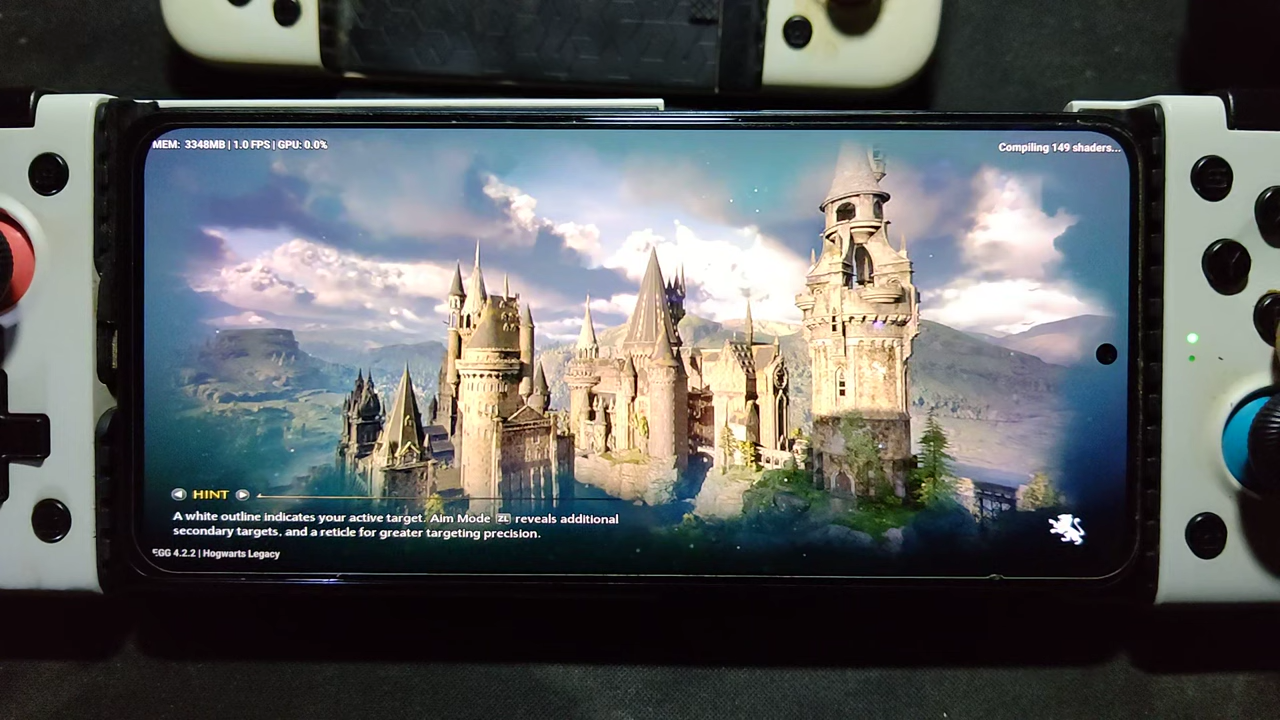 MEM: 3348MB | 1.0 FPS | GPU: 0.0%
Compiling 149 shaders...
HINT
A white outline indicates your active target. Aim Mode ZL reveals additional
secondary targets, and a reticle for greater targeting precision.
EGG 4.2.2 | Hogwarts Legacy